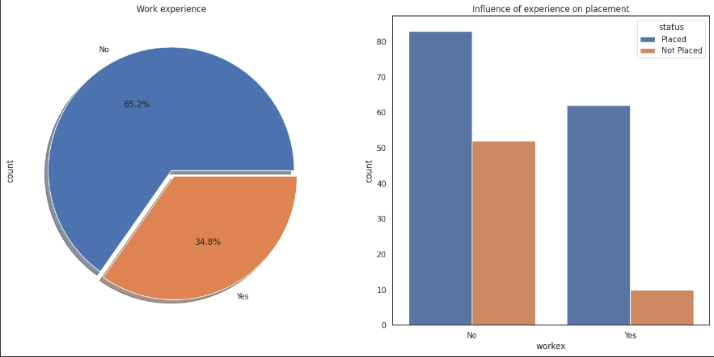 Work experience
No
65.2%
34.8%
Yes
count
Influence of experience on placement
status
Placed
Not Placed
80
70
60
50
40
30
20
10
0
count
No
Yes
workex